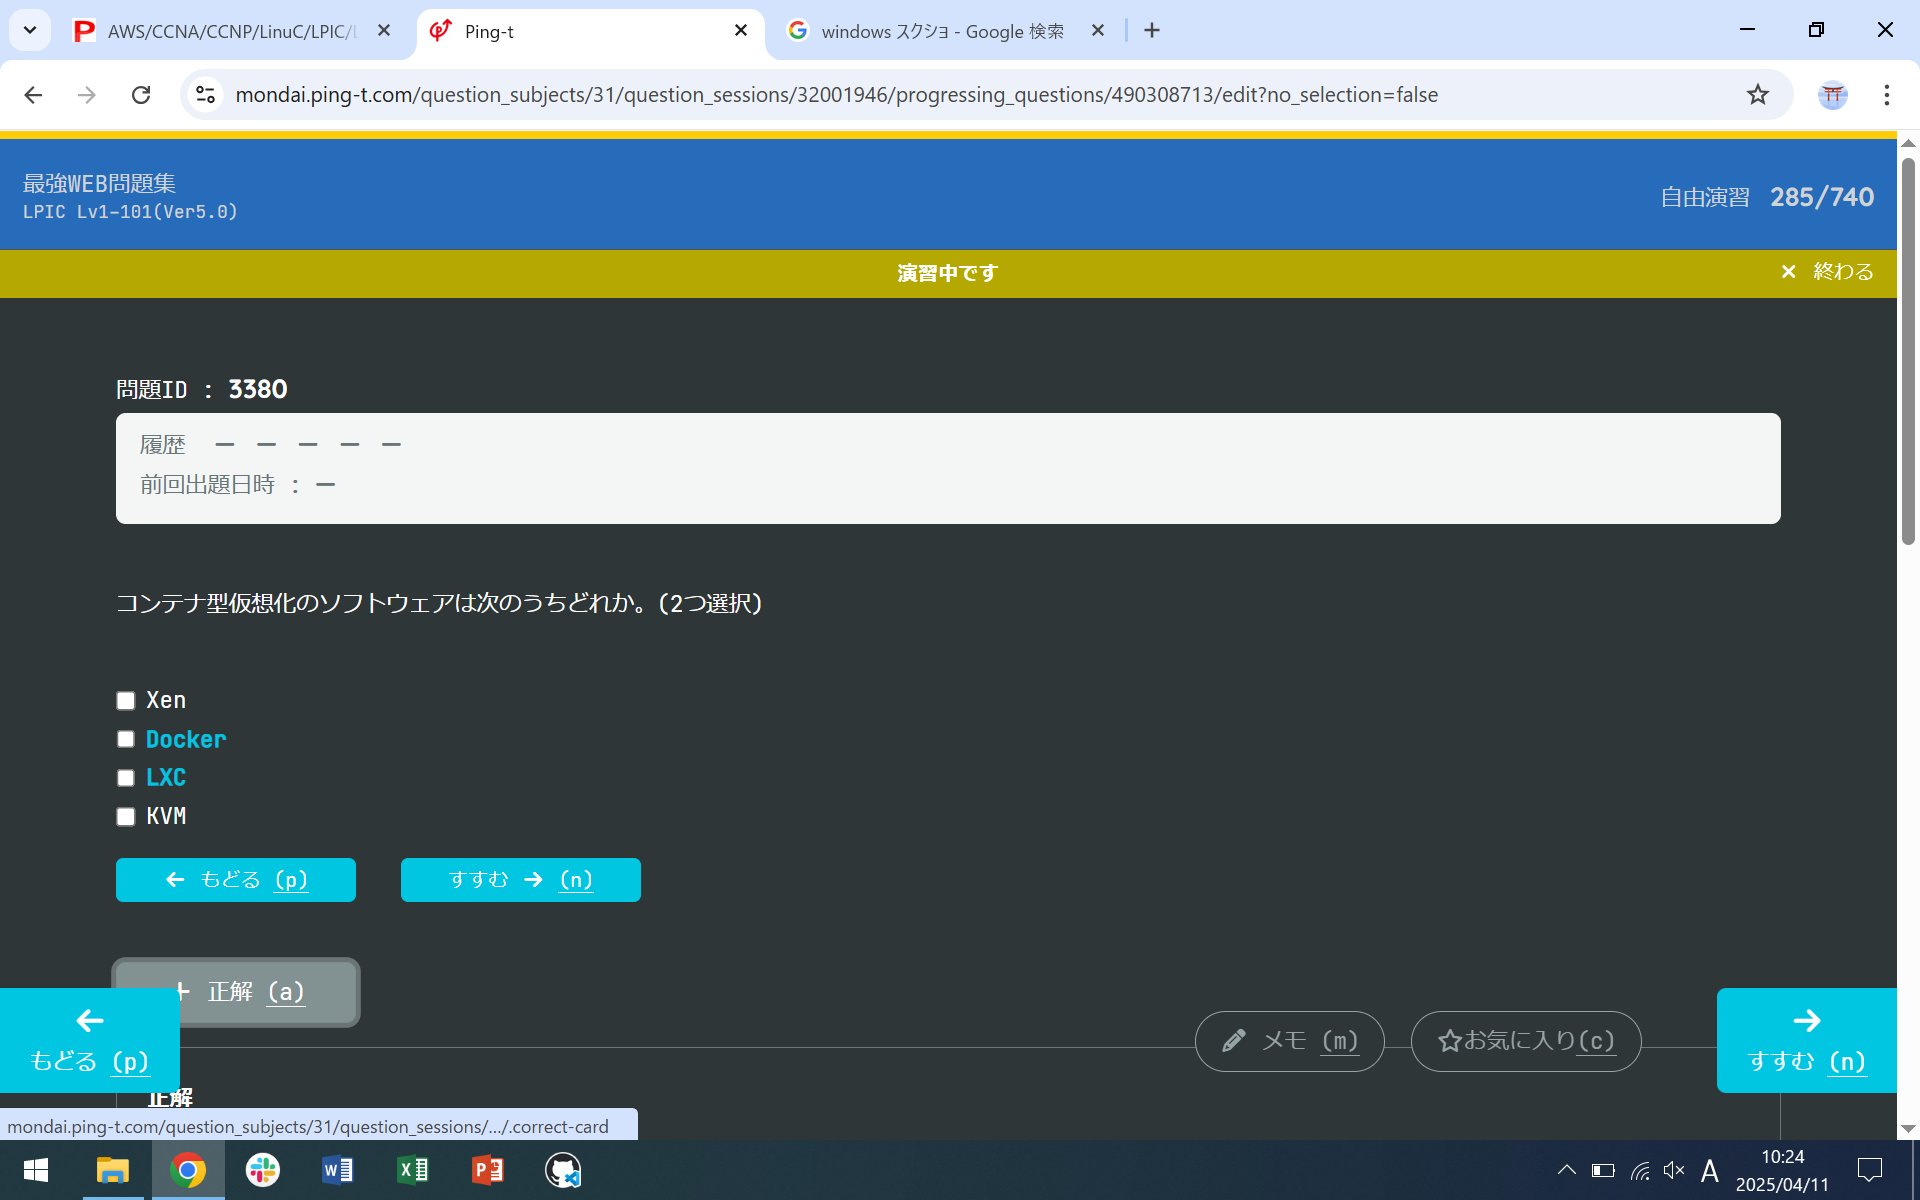 AWS/CCNA/CCNP/LinuC/LPIC/L
Ping-t
windows スクショ - Google 検索
mondai.ping-t.com/question_subjects/31/question_sessions/32001946/progressing_questions/490308713/edit?no_selection=false
最強WEB問題集
LPIC Lv1-101(Ver5.0)
自由演習 285/740
演習中です
× 終わる
問題ID : 3380
履歴 ー ー ー ー ー
前回出題日時 : ー
コンテナ型仮想化のソフトウェアは次のうちどれか。(2つ選択)
Xen
Docker
LXC
KVM
← もどる (p)
すすむ → (n)
+ 正解 (a)
メモ (m)
☆お気に入り(c)
←
もどる (p)
→
すすむ (n)
正解
mondai.ping-t.com/question_subjects/31/question_sessions/.../.correct-card
A
10:24
2025/04/11